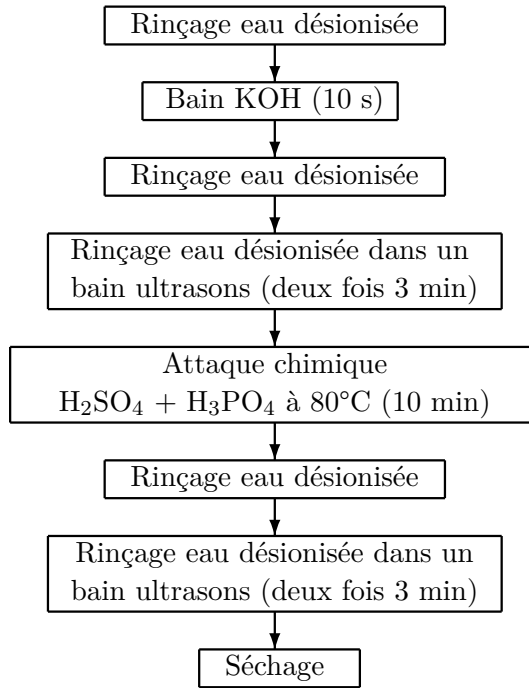 Rinçage eau désionisée
Bain KOH (10 s)
Rinçage eau désionisée
Rinçage eau désionisée dans un
bain ultrasons (deux fois 3 min)
Attaque chimique
H₂SO₄ + H₃PO₄ à 80°C (10 min)
Rinçage eau désionisée
Rinçage eau désionisée dans un
bain ultrasons (deux fois 3 min)
Séchage